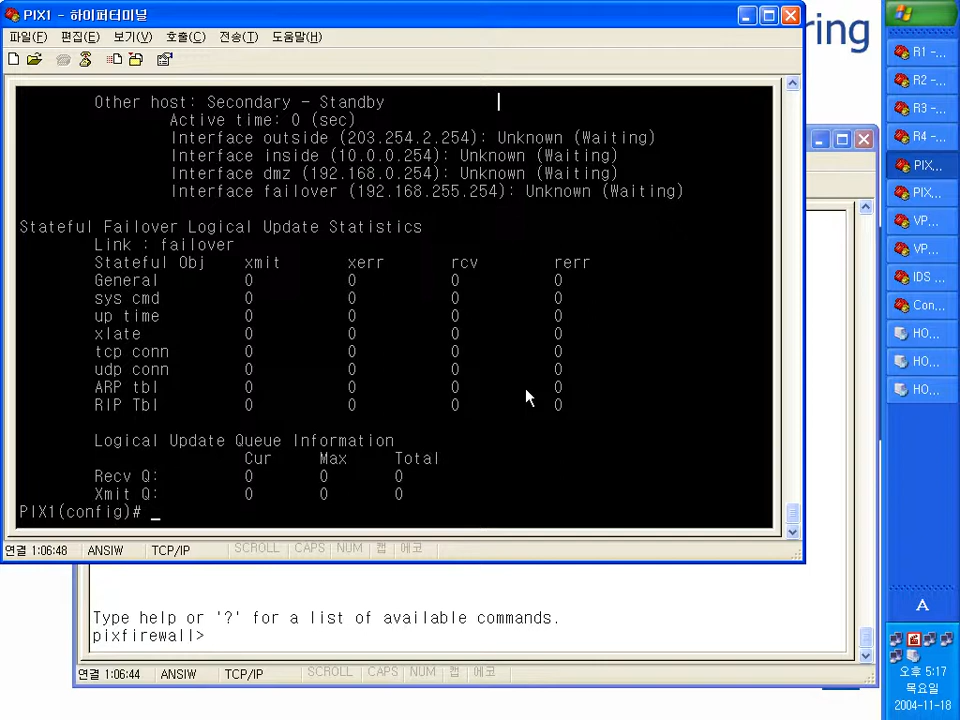 PIX1 - 하이퍼터미널
파일(F) 편집(E) 보기(V) 호출(C) 전송(T) 도움말(H)
Other host: Secondary - Standby
Active time: 0 (sec)
Interface outside (203.254.2.254): Unknown (Waiting)
Interface inside (10.0.0.254): Unknown (Waiting)
Interface dmz (192.168.0.254): Unknown (Waiting)
Interface failover (192.168.255.254): Unknown (Waiting)
Stateful Failover Logical Update Statistics
Link : failover
Stateful Obj xmit xerr rcv rerr
General 0 0 0 0
sys cmd 0 0 0 0
up time 0 0 0 0
xlate 0 0 0 0
tcp conn 0 0 0 0
udp conn 0 0 0 0
ARP tbl 0 0 0 0
RIP Tbl 0 0 0 0
Logical Update Queue Information
Cur Max Total
Recv Q: 0 0 0
Xmit Q: 0 0 0
PIX1(config)# _
연결 1:06:48 ANSIW TCP/IP SCROLL CAPS NUM 캡 에코
Type help or '?' for a list of available commands.
pixfirewall>
연결 1:06:44 ANSIW TCP/IP SCROLL CAPS NUM 캡 에코
ring
R1 -...
R2 -...
R3 -...
R4 -...
PIX...
PIX...
VP...
VP...
IDS ...
Con...
HO...
HO...
HO...
A
오후 5:17
목요일
2004-11-18